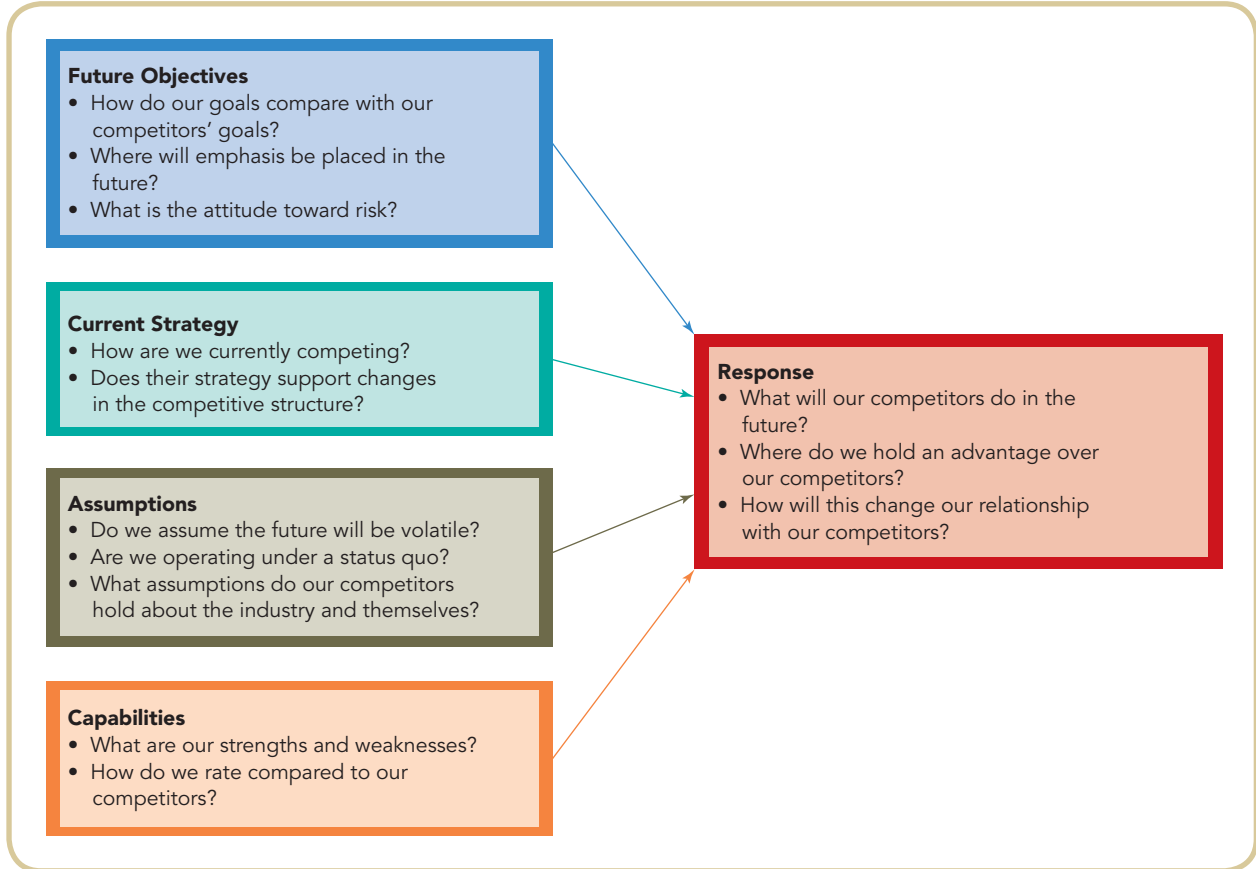 Future Objectives
• How do our goals compare with our
competitors’ goals?
• Where will emphasis be placed in the
future?
• What is the attitude toward risk?
Current Strategy
• How are we currently competing?
• Does their strategy support changes
in the competitive structure?
Assumptions
• Do we assume the future will be volatile?
• Are we operating under a status quo?
• What assumptions do our competitors
hold about the industry and themselves?
Capabilities
• What are our strengths and weaknesses?
• How do we rate compared to our
competitors?
Response
• What will our competitors do in the
future?
• Where do we hold an advantage over
our competitors?
• How will this change our relationship
with our competitors?